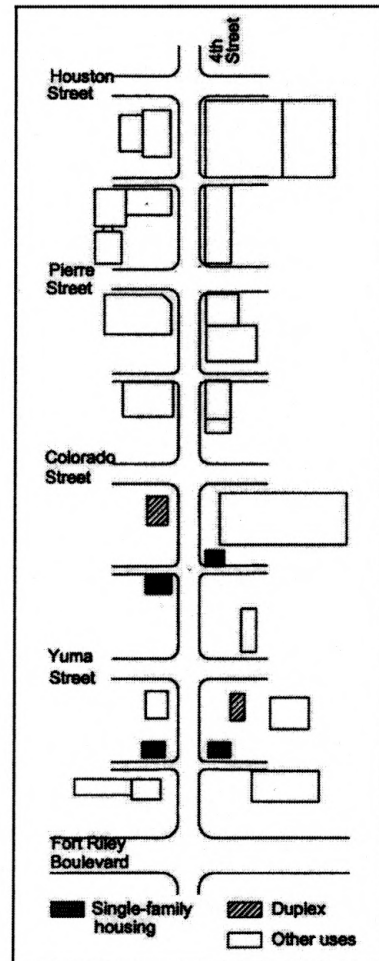 4th
Street
Houston
Street
Pierre
Street
Colorado
Street
Yuma
Street
Fort Riley
Boulevard
Single-family
housing
Duplex
Other uses